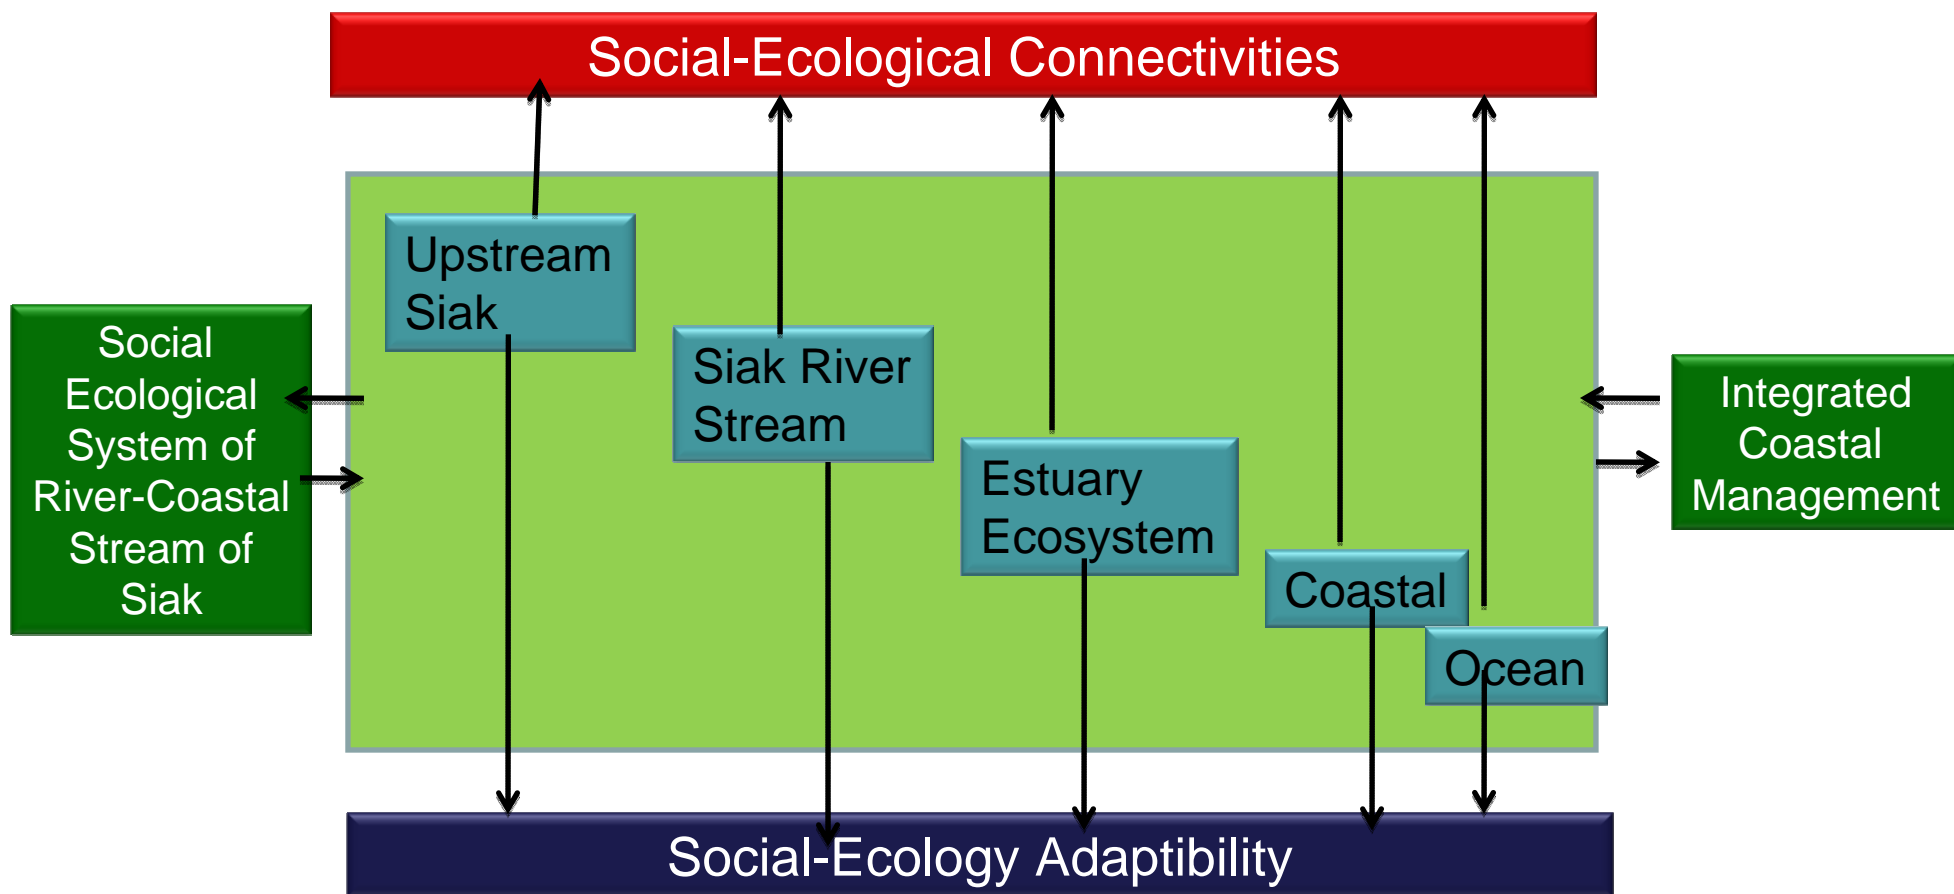 Social-Ecological Connectivities
Upstream
Siak
Social
Ecological
System of
River-Coastal
Stream of
Siak
Siak River
Stream
Estuary
Ecosystem
Coastal
Ocean
Integrated
Coastal
Management
Social-Ecology Adaptibility